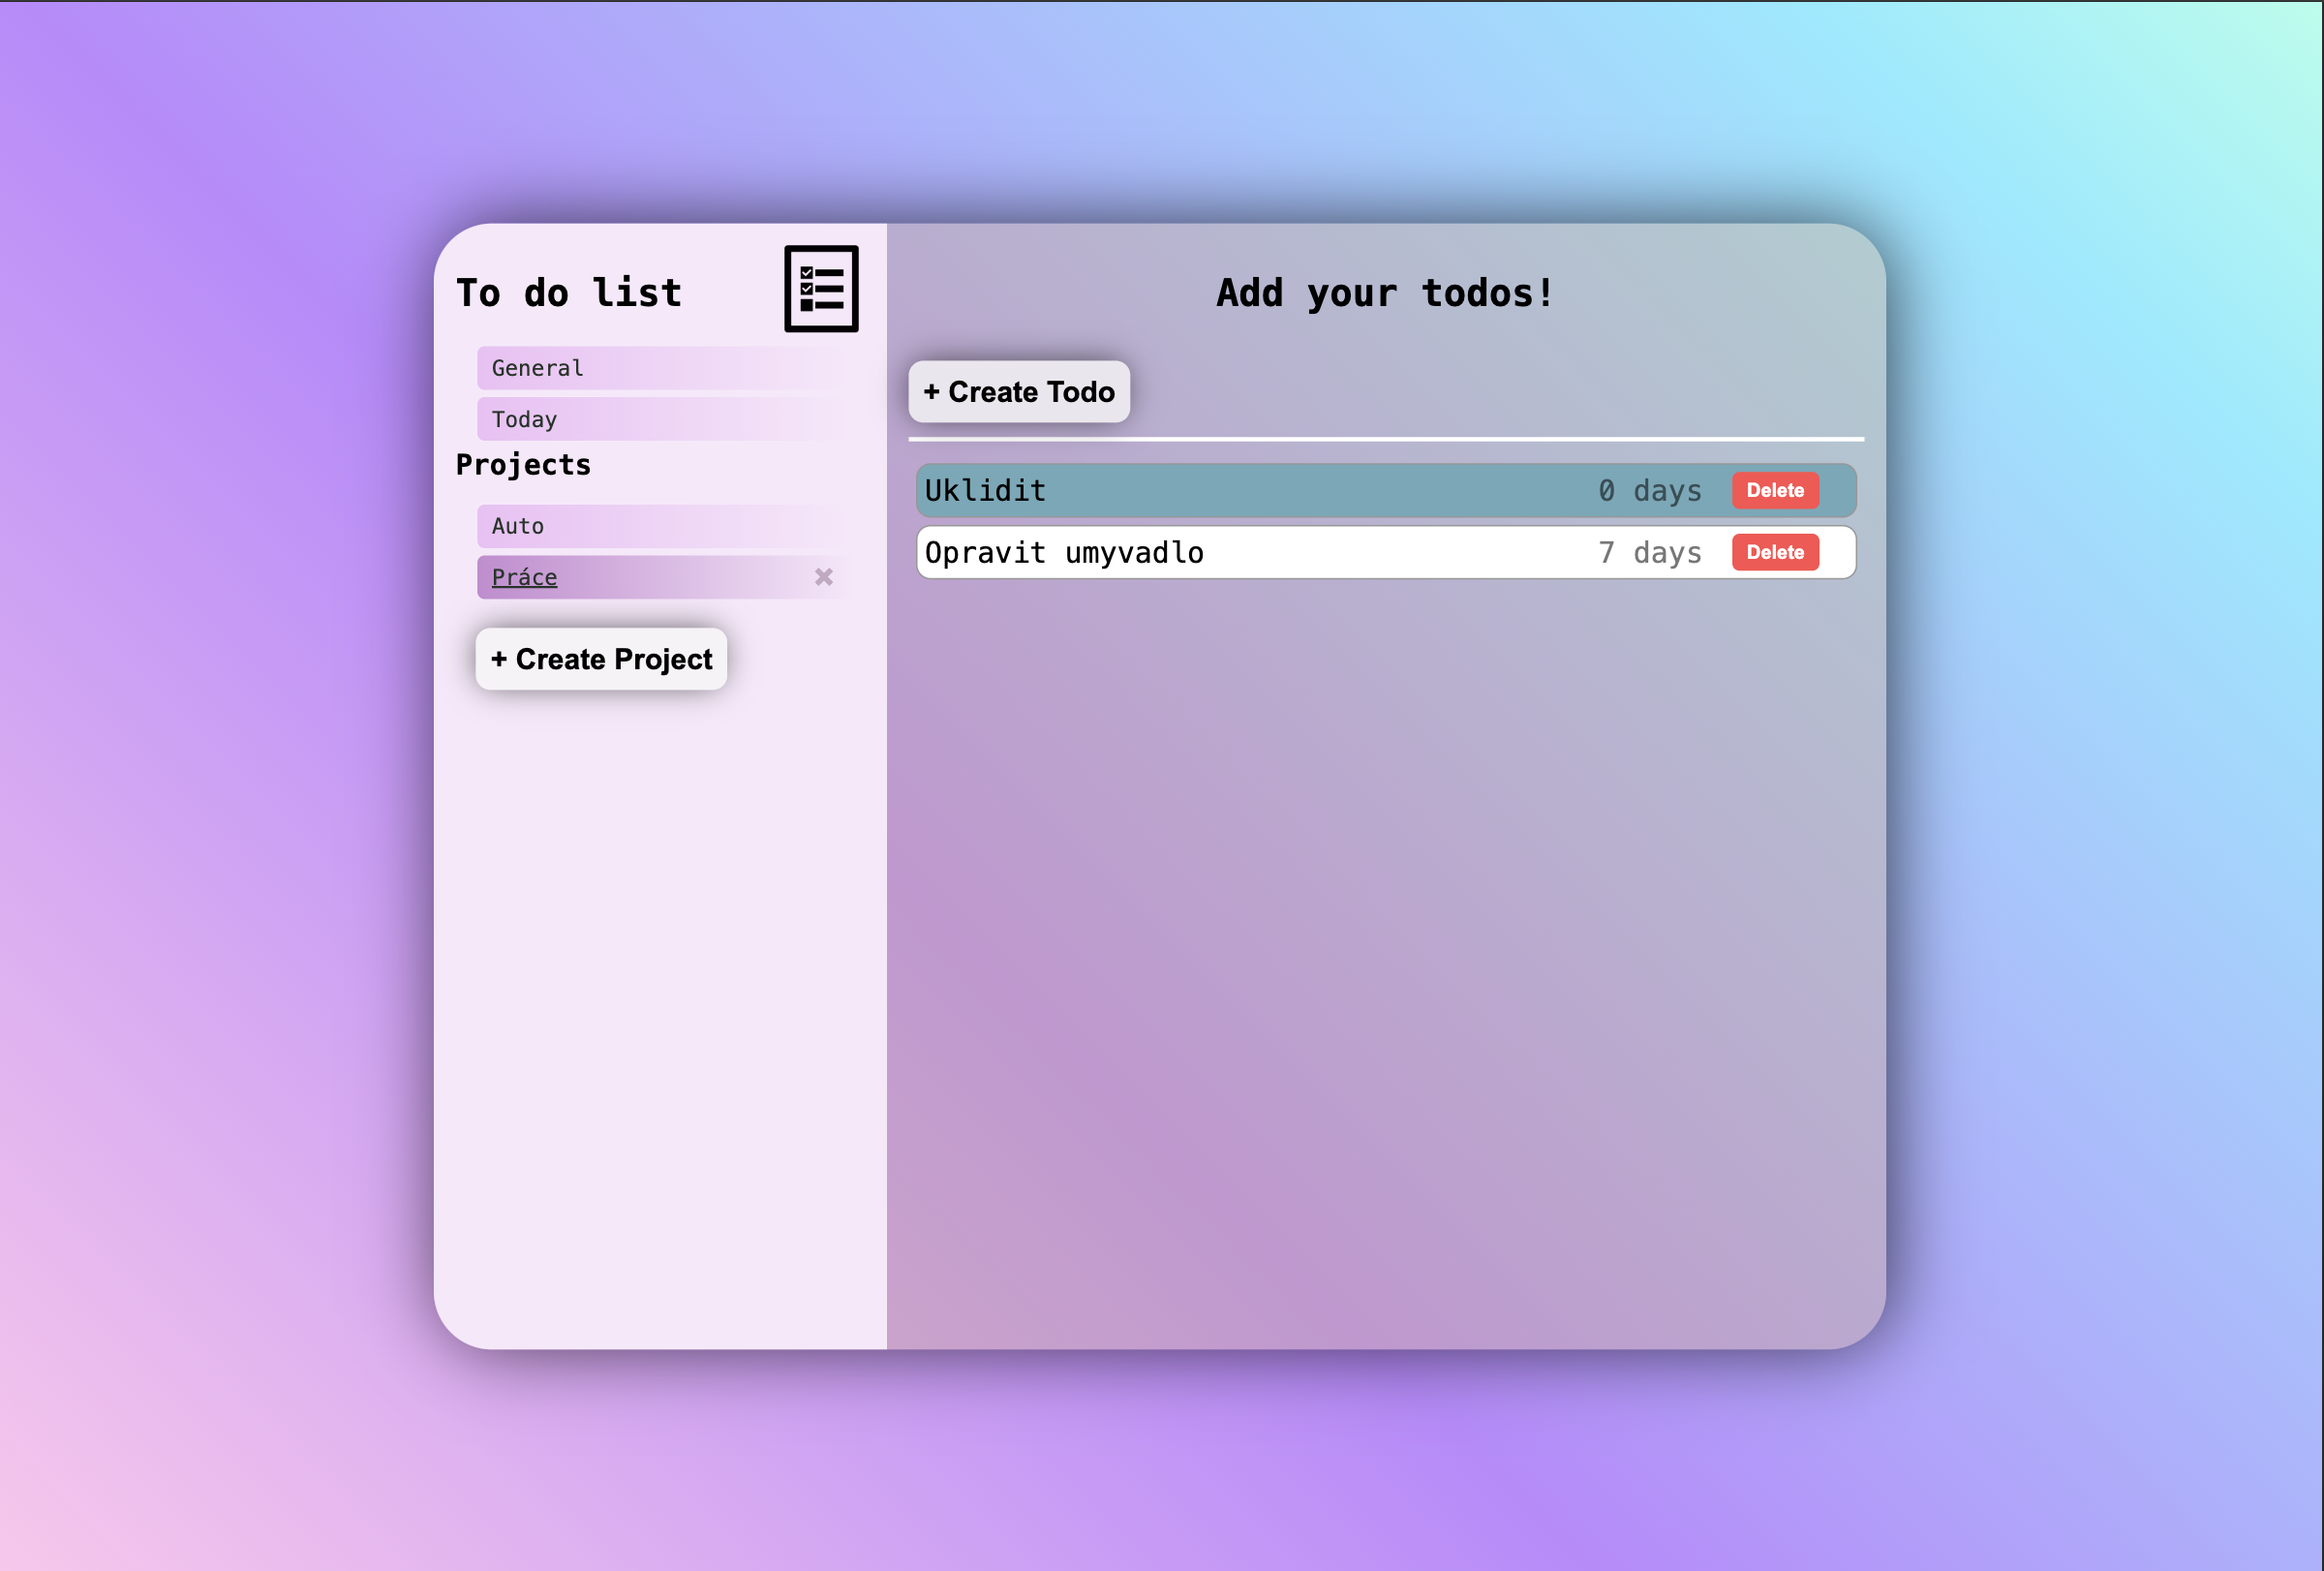 To do list
General
Today
Projects
Auto
Práce
+ Create Project
Add your todos!
+ Create Todo
Uklidit 0 days Delete
Opravit umyvadlo 7 days Delete